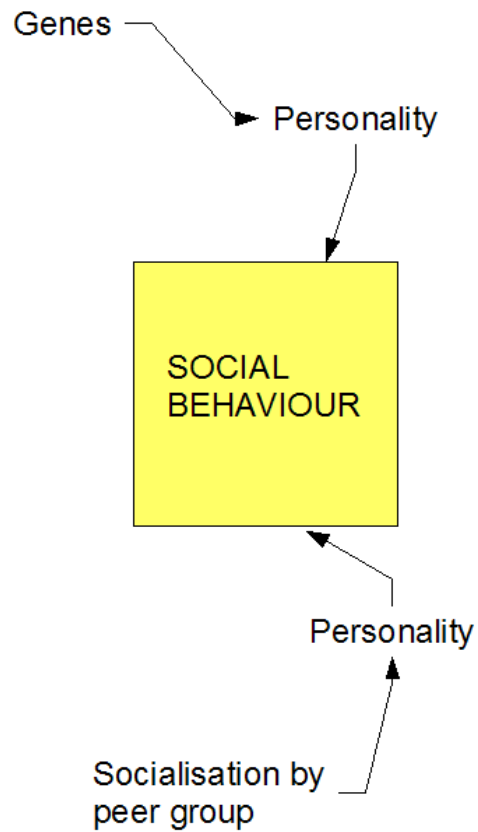 Genes
Personality
SOCIAL
BEHAVIOUR
Personality
Socialisation by
peer group